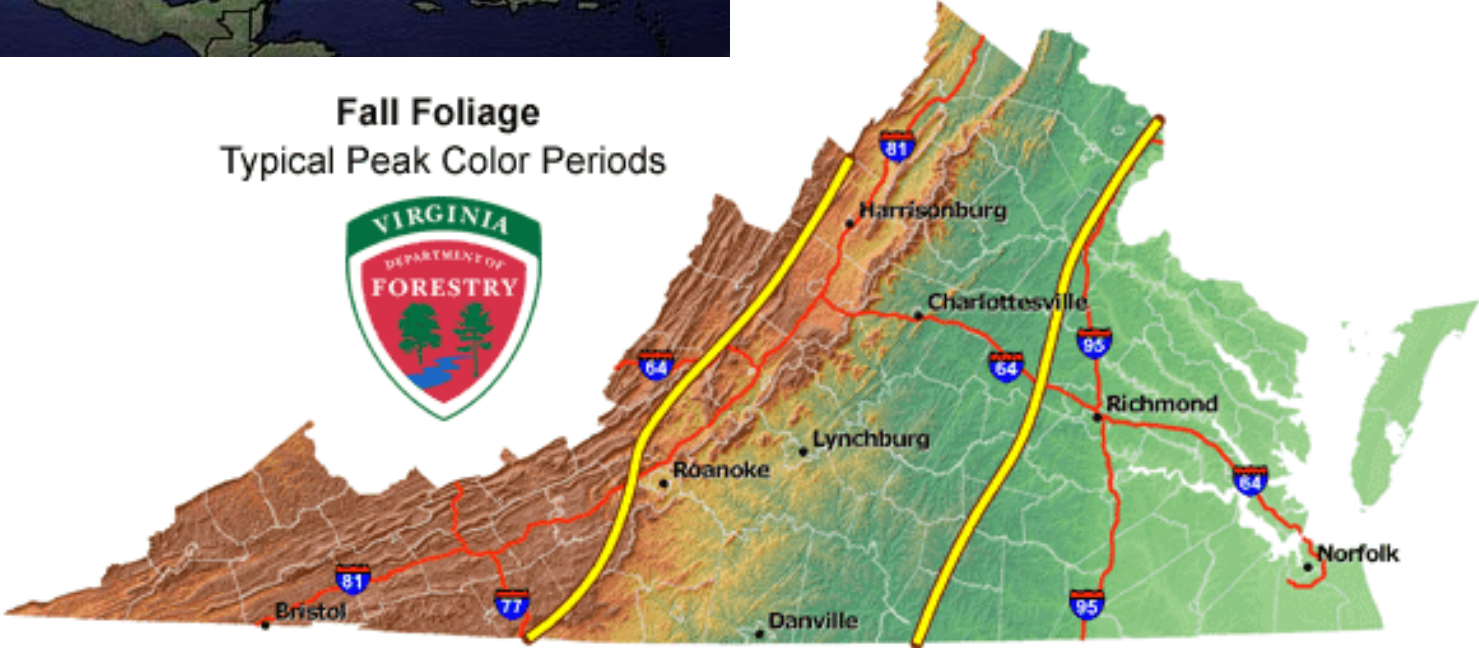 Fall Foliage
Typical Peak Color Periods
VIRGINIA
DEPARTMENT OF
FORESTRY
81
Harrisonburg
Charlottesville
95
64
64
Richmond
Lynchburg
Roanoke
64
Norfolk
81
77
95
Bristol
Danville